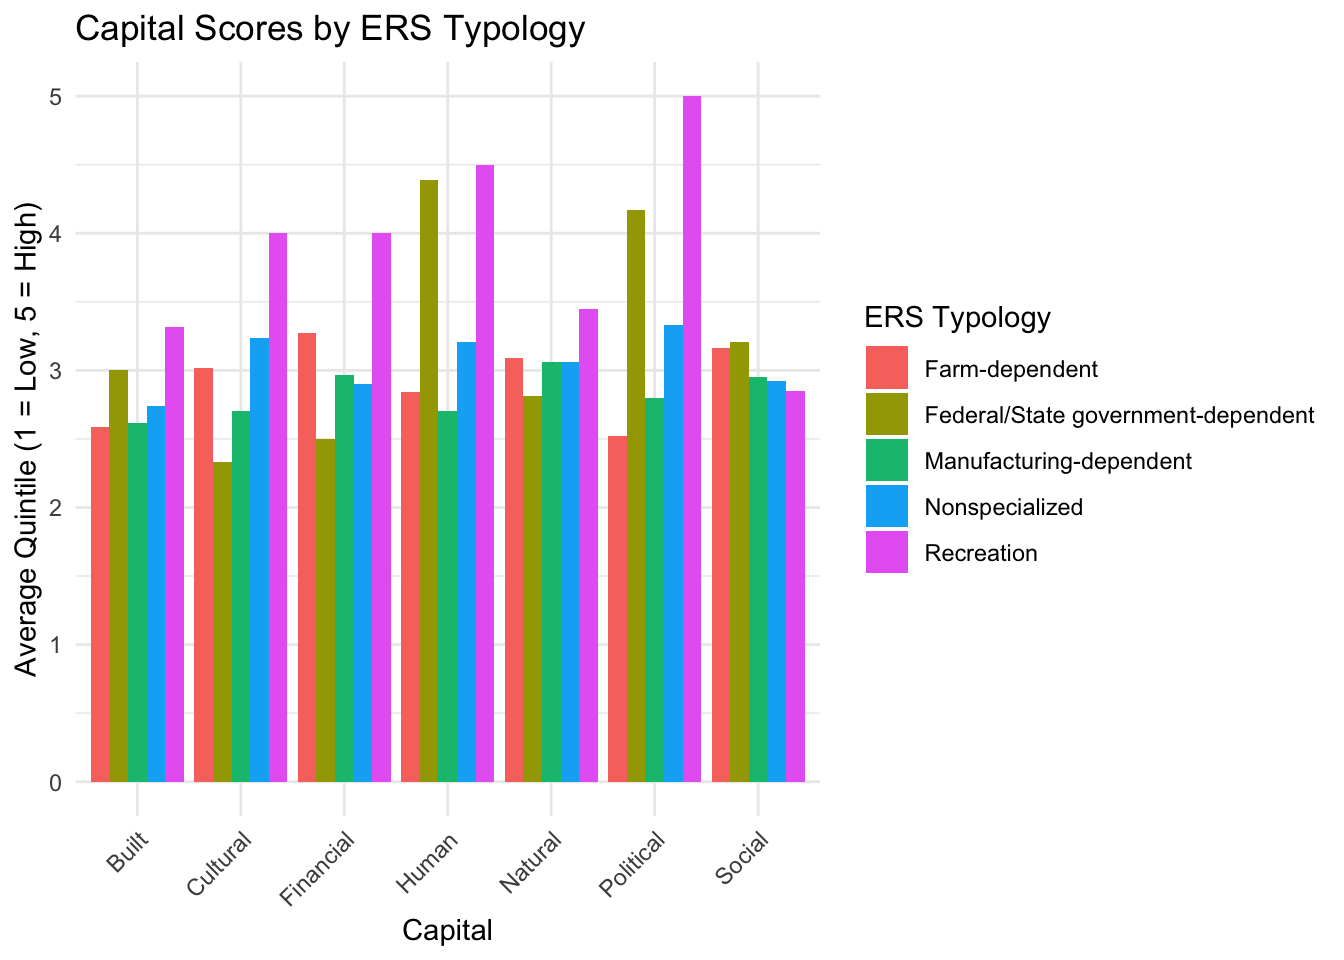 Capital Scores by ERS Typology
Average Quintile (1 = Low, 5 = High)
5
4
3
2
1
0
Built
Cultural
Financial
Human
Natural
Political
Social
Capital
ERS Typology
Farm-dependent
Federal/State government-dependent
Manufacturing-dependent
Nonspecialized
Recreation